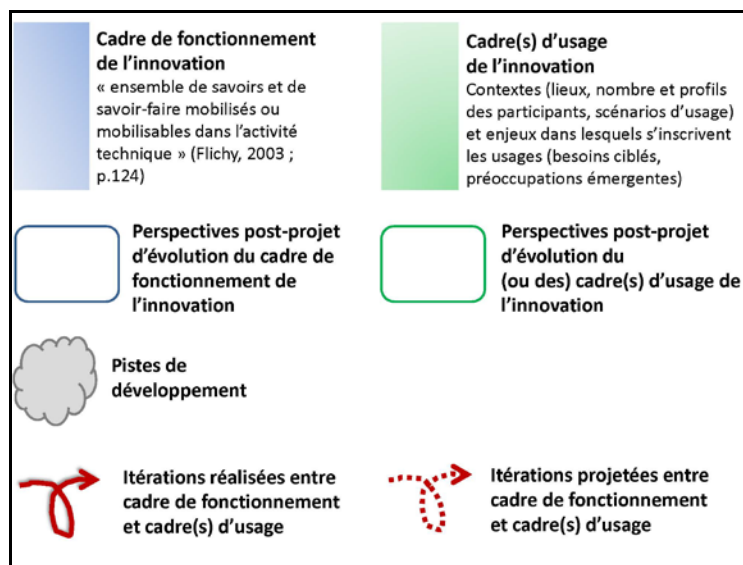 Cadre de fonctionnement
de l'innovation
« ensemble de savoirs et de
savoir-faire mobilisés ou
mobilisables dans l'activité
technique » (Flichy, 2003 ;
p.124)
Cadre(s) d'usage
de l'innovation
Contextes (lieux, nombre et profils
des participants, scénarios d'usage)
et enjeux dans lesquels s'inscrivent
les usages (besoins ciblés,
préoccupations émergentes)
Perspectives post-projet
d'évolution du cadre de
fonctionnement de
l'innovation
Perspectives post-projet
d'évolution du
(ou des) cadre(s) d'usage de
l'innovation
Pistes de
développement
Itérations réalisées entre
cadre de fonctionnement
et cadre(s) d'usage
Itérations projetées entre
cadre de fonctionnement
et cadre(s) d'usage